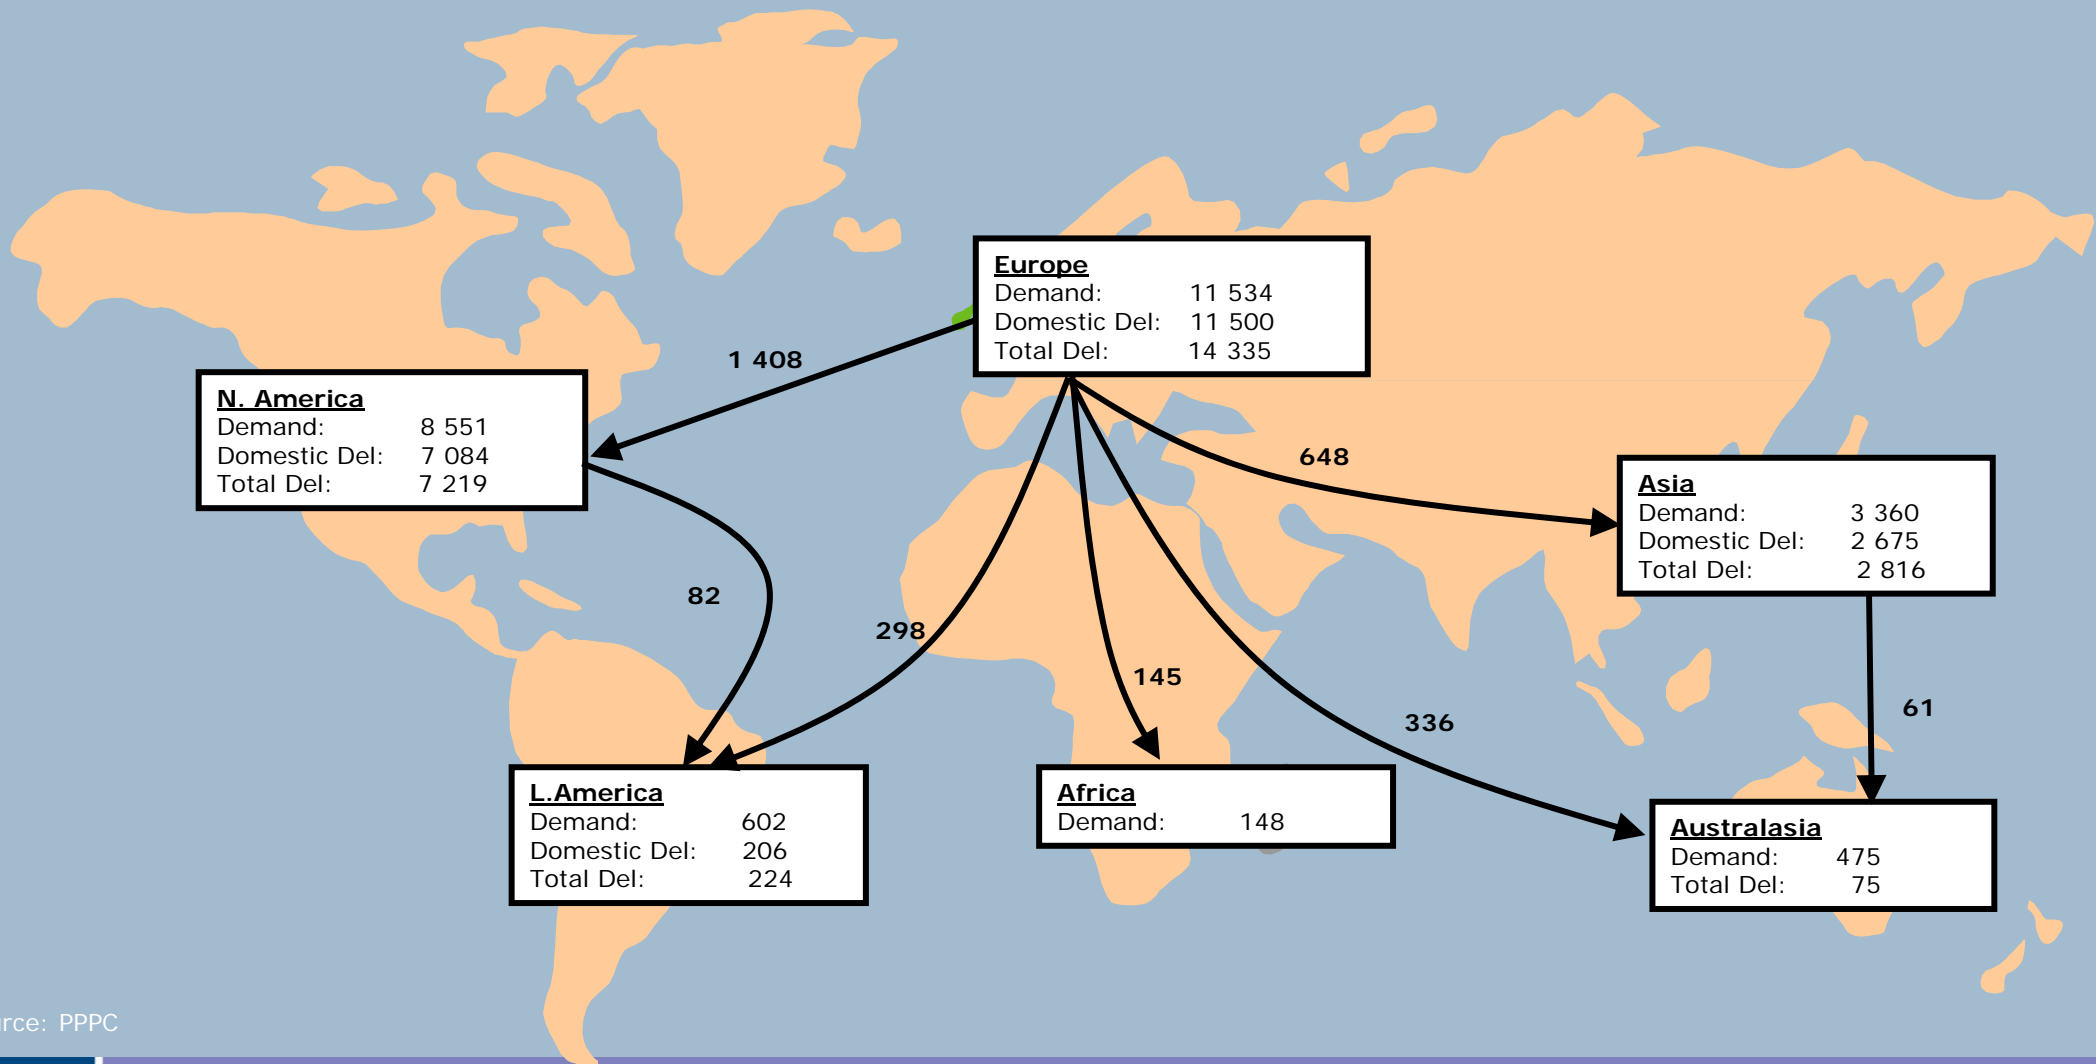 Europe
Demand: 11 534
Domestic Del: 11 500
Total Del: 14 335
1 408
N. America
Demand: 8 551
Domestic Del: 7 084
Total Del: 7 219
648
Asia
Demand: 3 360
Domestic Del: 2 675
Total Del: 2 816
82
298
145
336
61
L.America
Demand: 602
Domestic Del: 206
Total Del: 224
Africa
Demand: 148
Australasia
Demand: 475
Total Del: 75
rce: PPPC